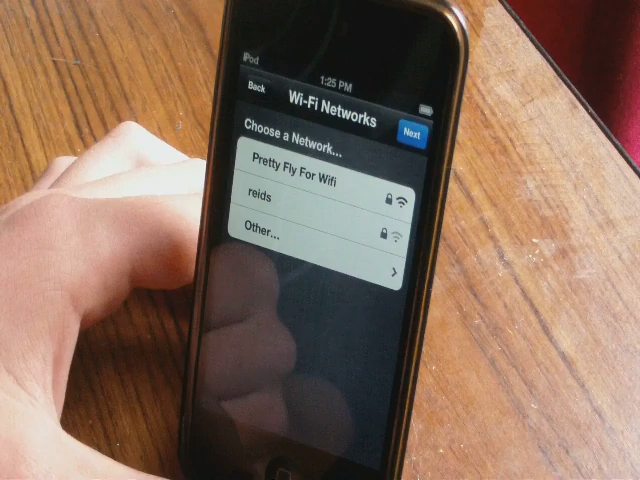 iPod
1:25 PM
Back
Wi-Fi Networks
Next
Choose a Network...
Pretty Fly For Wifi
reids
Other...